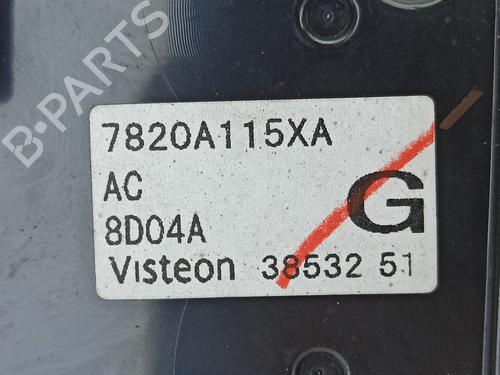 B-PARTS
7820A115XA
AC
8D04A
G
Visteon 38532 51